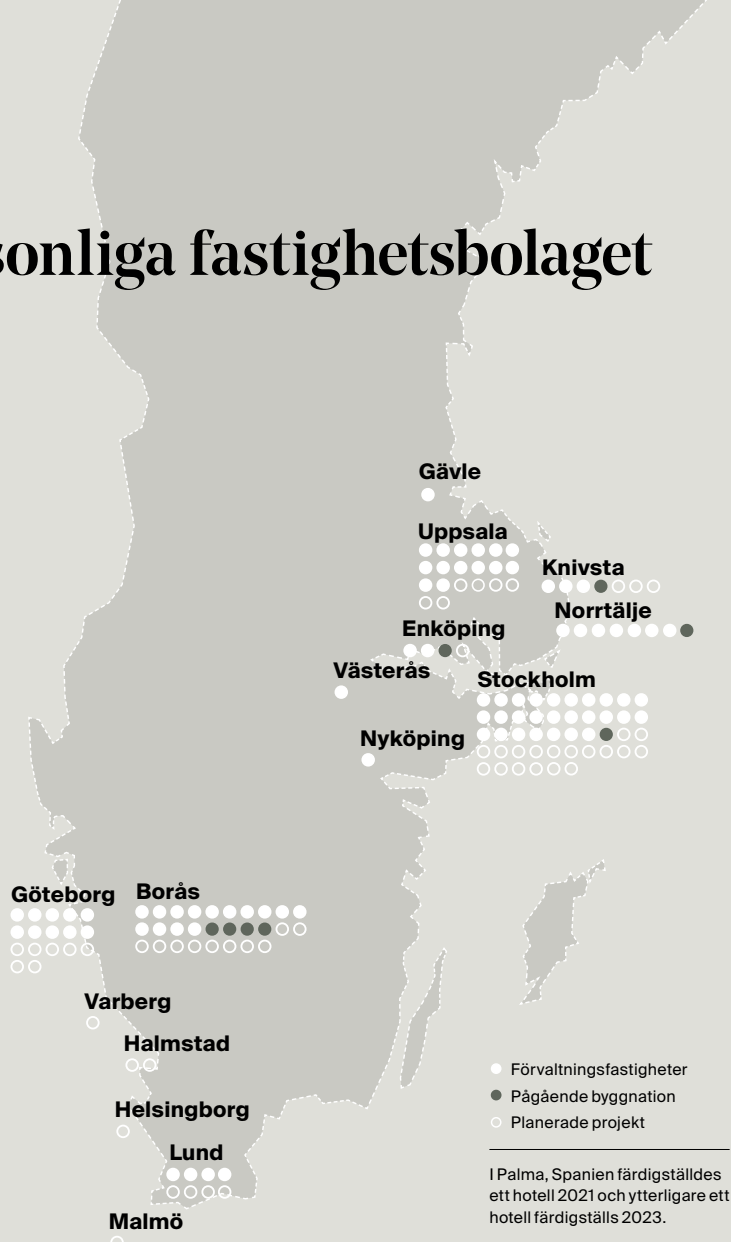 sonliga fastighetsbolaget
Gävle
Uppsala
Knivsta
Norrtälje
Enköping
Västerås
Stockholm
Nyköping
Göteborg
Borås
Varberg
Halmstad
Helsingborg
Lund
Malmö
Förvaltningsfastigheter
Pågående byggnation
Planerade projekt
I Palma, Spanien färdigställdes
ett hotell 2021 och ytterligare ett
hotell färdigställs 2023.